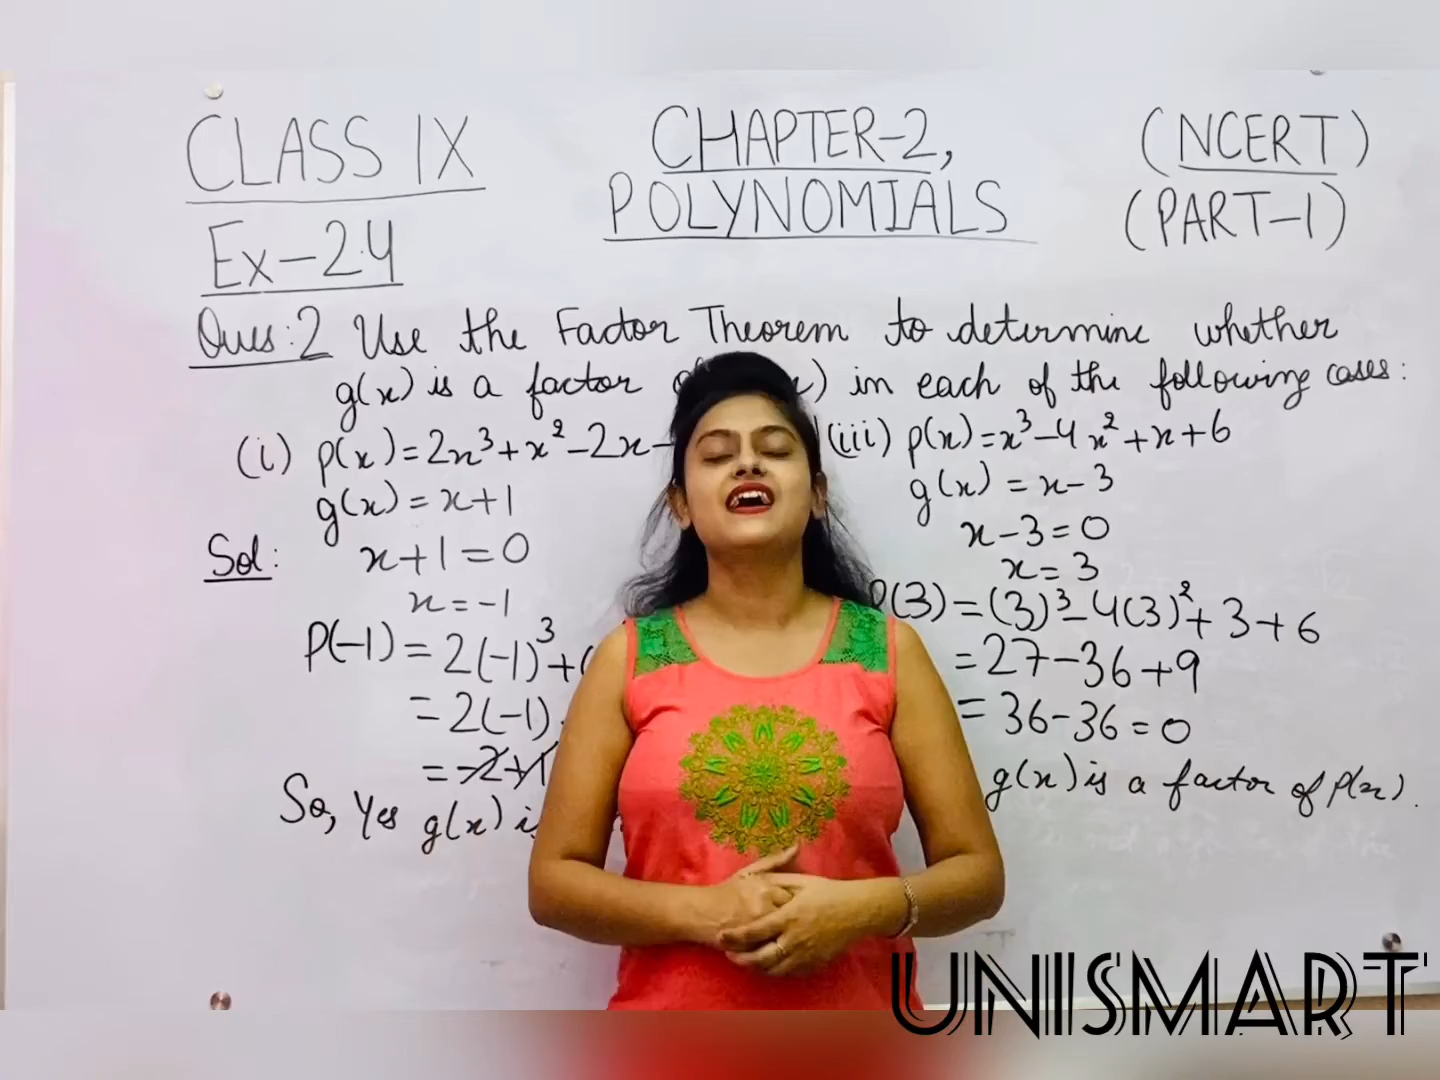 CLASS IX
CHAPTER-2,
POLYNOMIALS
(NCERT)
(PART-1)
Ex-2.4
Ques:2 Use the Factor Theorem to determine whether
g(x) is a factor x) in each of the following cases:
(i) p(x)=2x³+x²-2x-
g(x)=x+1
Sol:
x+1=0
x=-1
P(-1)=2(-1)³+(
=2(-1)
=-2+1
So, Yes g(x) is
(iii) p(x)=x³-4x²+x+6
g(x)=x-3
x-3=0
x=3
P(3)=(3)³-4(3)²+3+6
=27-36+9
=36-36=0
g(x) is a factor of p(x).
UNISMART